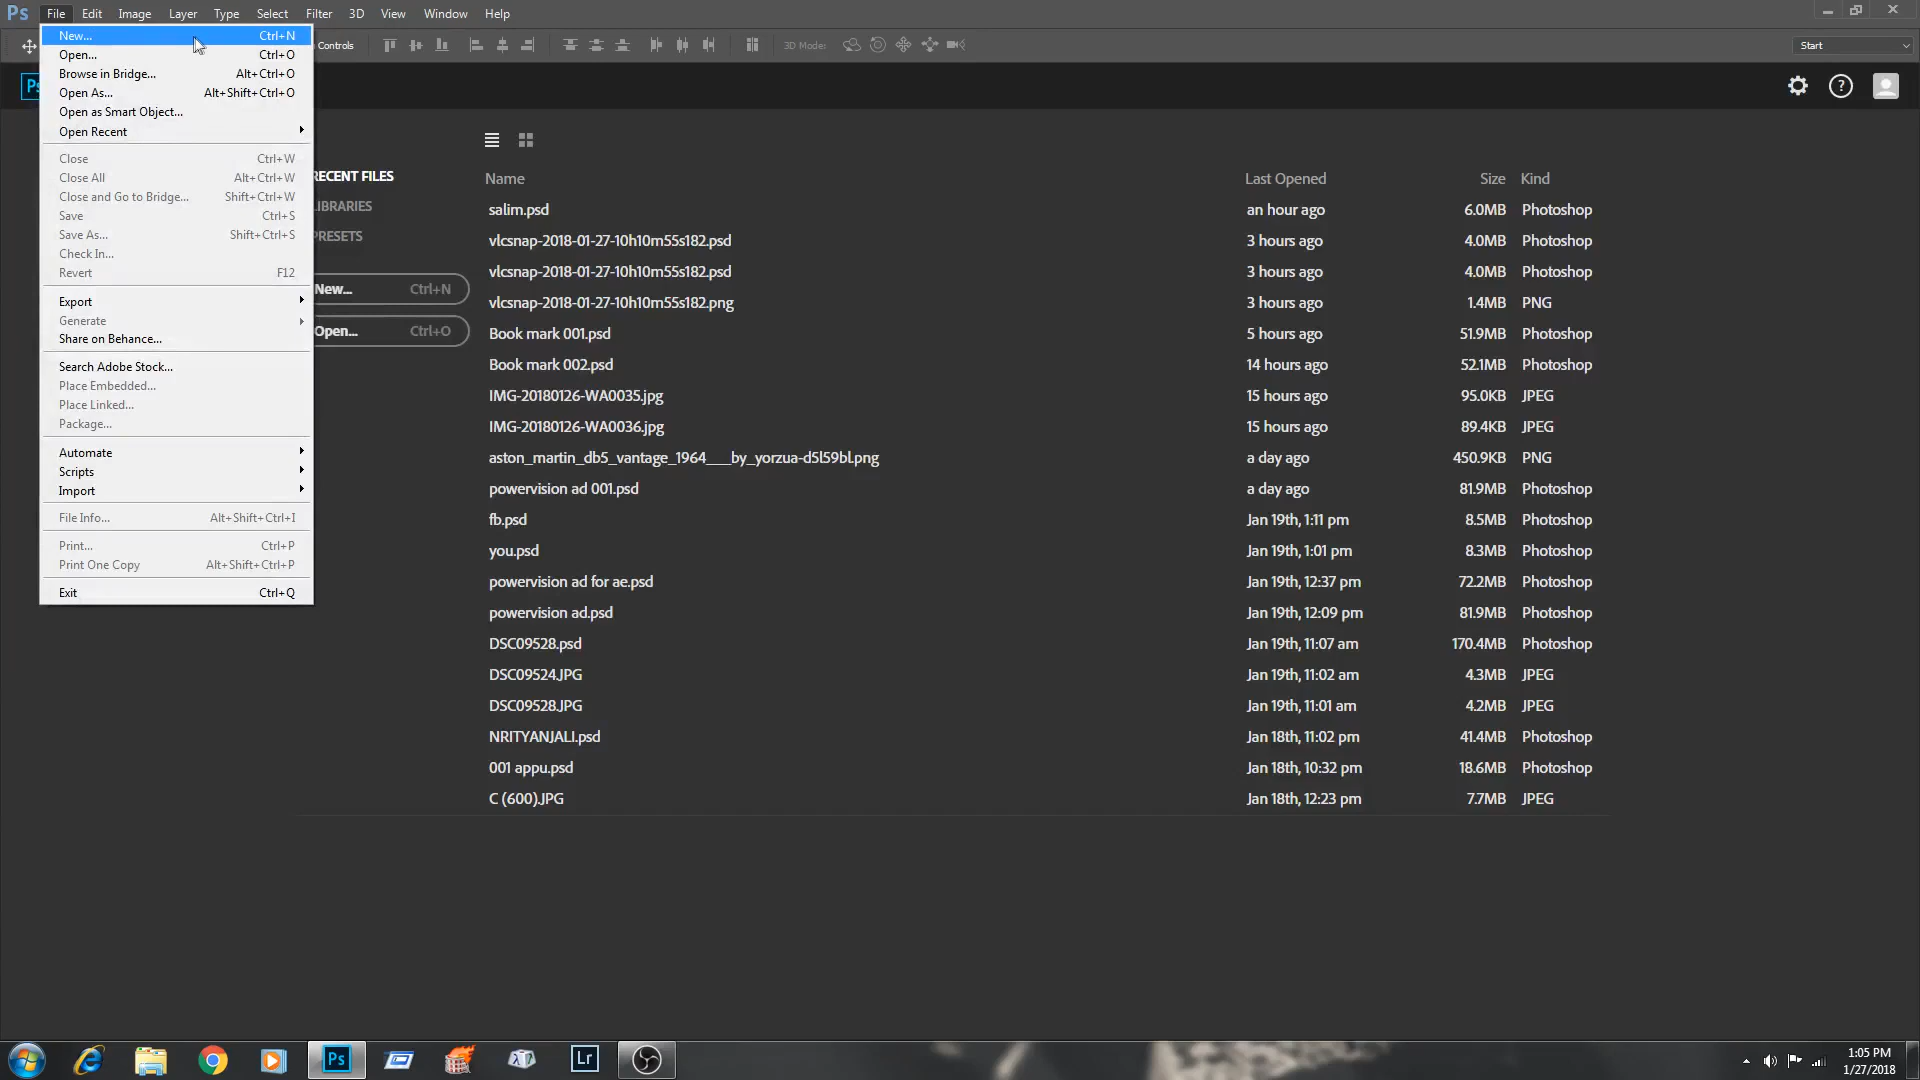 Ps File Edit Image Layer Type Select Filter 3D View Window Help
Controls 3D Mode: Start
New... Ctrl+N
Open... Ctrl+O
Browse in Bridge... Alt+Ctrl+O
Open As... Alt+Shift+Ctrl+O
Open as Smart Object...
Open Recent
Close Ctrl+W
Close All Alt+Ctrl+W
Close and Go to Bridge... Shift+Ctrl+W
Save Ctrl+S
Save As... Shift+Ctrl+S
Check In...
Revert F12
Export
Generate
Share on Behance...
Search Adobe Stock...
Place Embedded...
Place Linked...
Package...
Automate
Scripts
Import
File Info... Alt+Shift+Ctrl+I
Print... Ctrl+P
Print One Copy Alt+Shift+Ctrl+P
Exit Ctrl+Q
Ps
RECENT FILES
LIBRARIES
PRESETS
New... Ctrl+N
Open... Ctrl+O
Name Last Opened Size Kind
salim.psd an hour ago 6.0MB Photoshop
vlcsnap-2018-01-27-10h10m55s182.psd 3 hours ago 4.0MB Photoshop
vlcsnap-2018-01-27-10h10m55s182.psd 3 hours ago 4.0MB Photoshop
vlcsnap-2018-01-27-10h10m55s182.png 3 hours ago 1.4MB PNG
Book mark 001.psd 5 hours ago 51.9MB Photoshop
Book mark 002.psd 14 hours ago 52.1MB Photoshop
IMG-20180126-WA0035.jpg 15 hours ago 95.0KB JPEG
IMG-20180126-WA0036.jpg 15 hours ago 89.4KB JPEG
aston_martin_db5_vantage_1964___by_yorzua-d5l59bl.png a day ago 450.9KB PNG
powervision ad 001.psd a day ago 81.9MB Photoshop
fb.psd Jan 19th, 1:11 pm 8.5MB Photoshop
you.psd Jan 19th, 1:01 pm 8.3MB Photoshop
powervision ad for ae.psd Jan 19th, 12:37 pm 72.2MB Photoshop
powervision ad.psd Jan 19th, 12:09 pm 81.9MB Photoshop
DSC09528.psd Jan 19th, 11:07 am 170.4MB Photoshop
DSC09524.JPG Jan 19th, 11:02 am 4.3MB JPEG
DSC09528.JPG Jan 19th, 11:01 am 4.2MB JPEG
NRITYANJALI.psd Jan 18th, 11:02 pm 41.4MB Photoshop
001 appu.psd Jan 18th, 10:32 pm 18.6MB Photoshop
C (600).JPG Jan 18th, 12:23 pm 7.7MB JPEG
Ps Lr
1:05 PM
1/27/2018